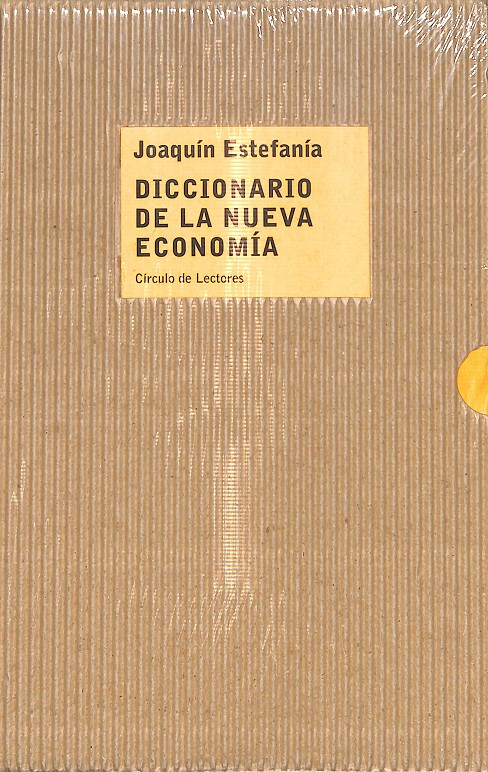 Joaquín Estefanía
DICCIONARIO
DE LA NUEVA
ECONOMÍA
Círculo de Lectores